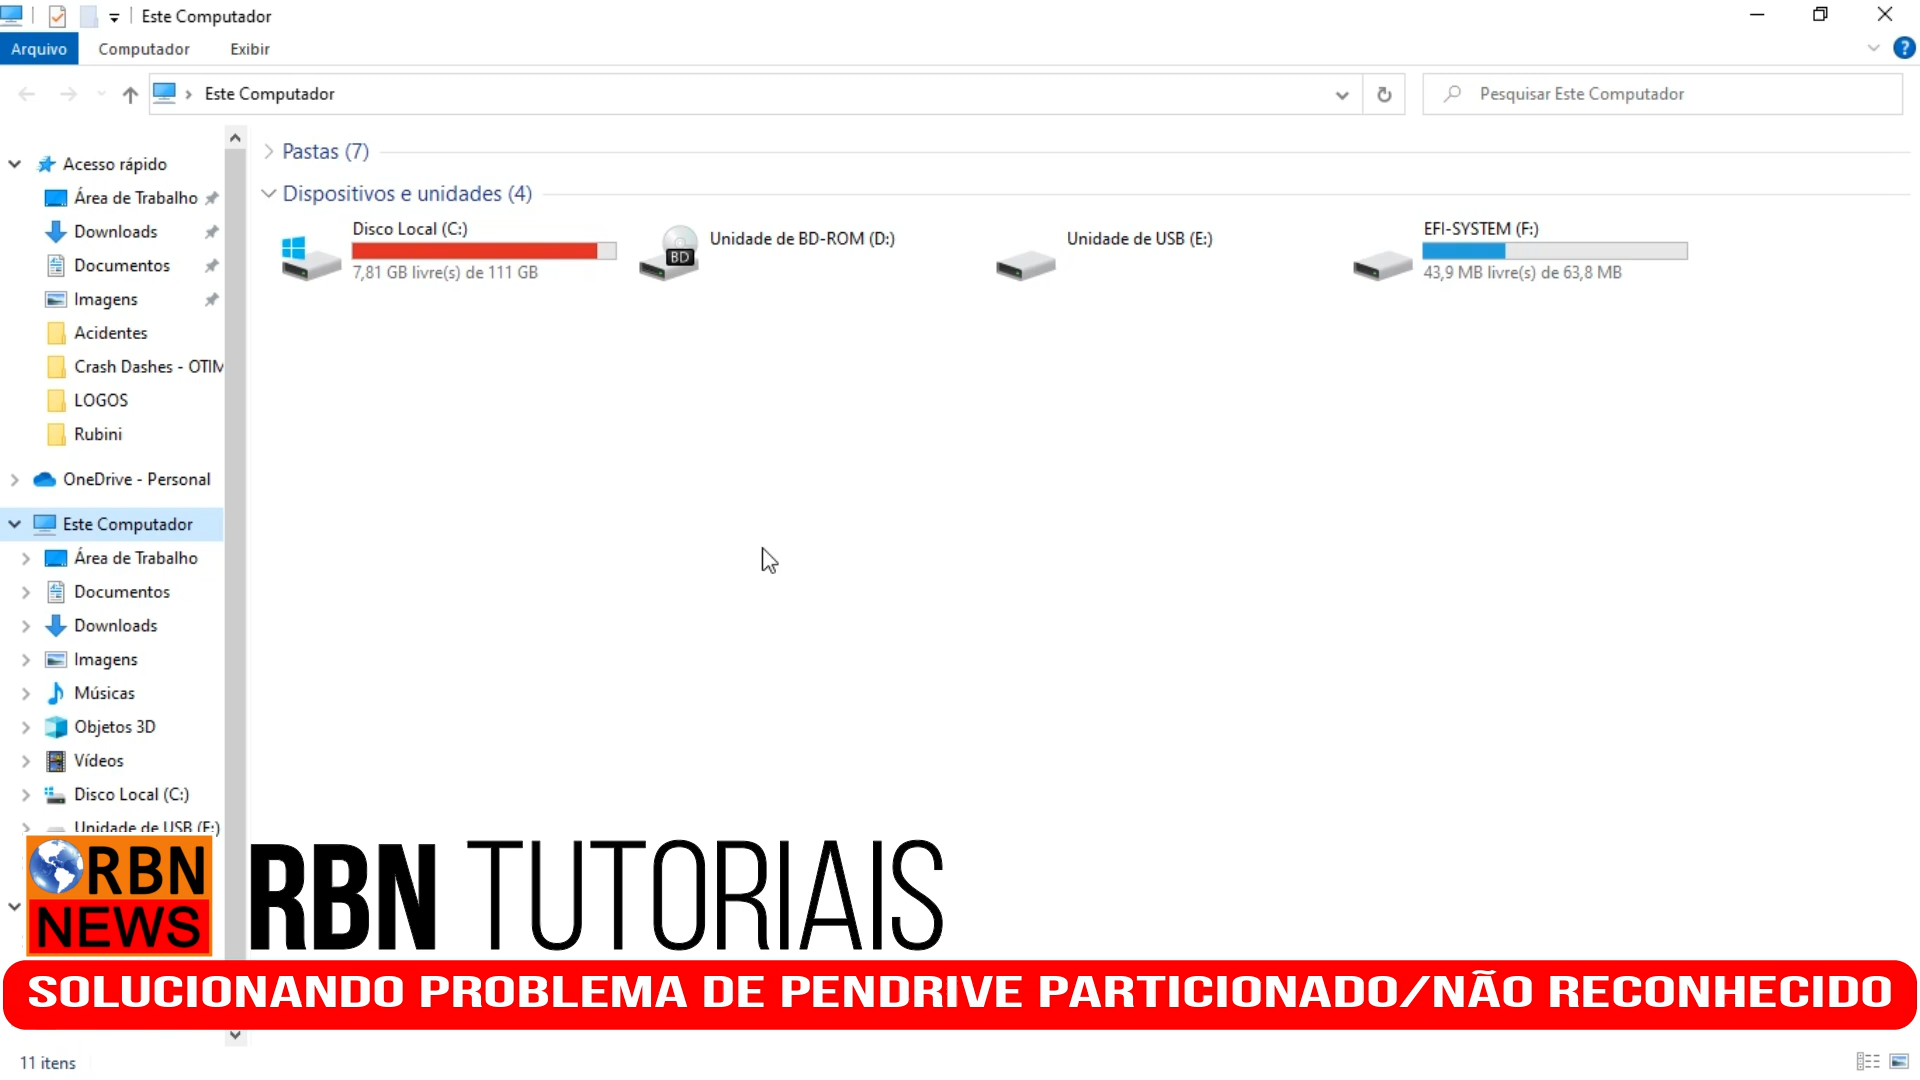 Este Computador
Arquivo
Computador
Exibir
?
Este Computador
Pesquisar Este Computador
Acesso rápido
Área de Trabalho
Downloads
Documentos
Imagens
Acidentes
Crash Dashes - OTIM
LOGOS
Rubini
OneDrive - Personal
Este Computador
Área de Trabalho
Documentos
Downloads
Imagens
Músicas
Objetos 3D
Vídeos
Disco Local (C:)
Unidade de USB (E:)
Pastas (7)
Dispositivos e unidades (4)
Disco Local (C:)
7,81 GB livre(s) de 111 GB
BD
Unidade de BD-ROM (D:)
Unidade de USB (E:)
EFI-SYSTEM (F:)
43,9 MB livre(s) de 63,8 MB
RBN
NEWS
RBN TUTORIAIS
SOLUCIONANDO PROBLEMA DE PENDRIVE PARTICIONADO/NÃO RECONHECIDO
11 itens